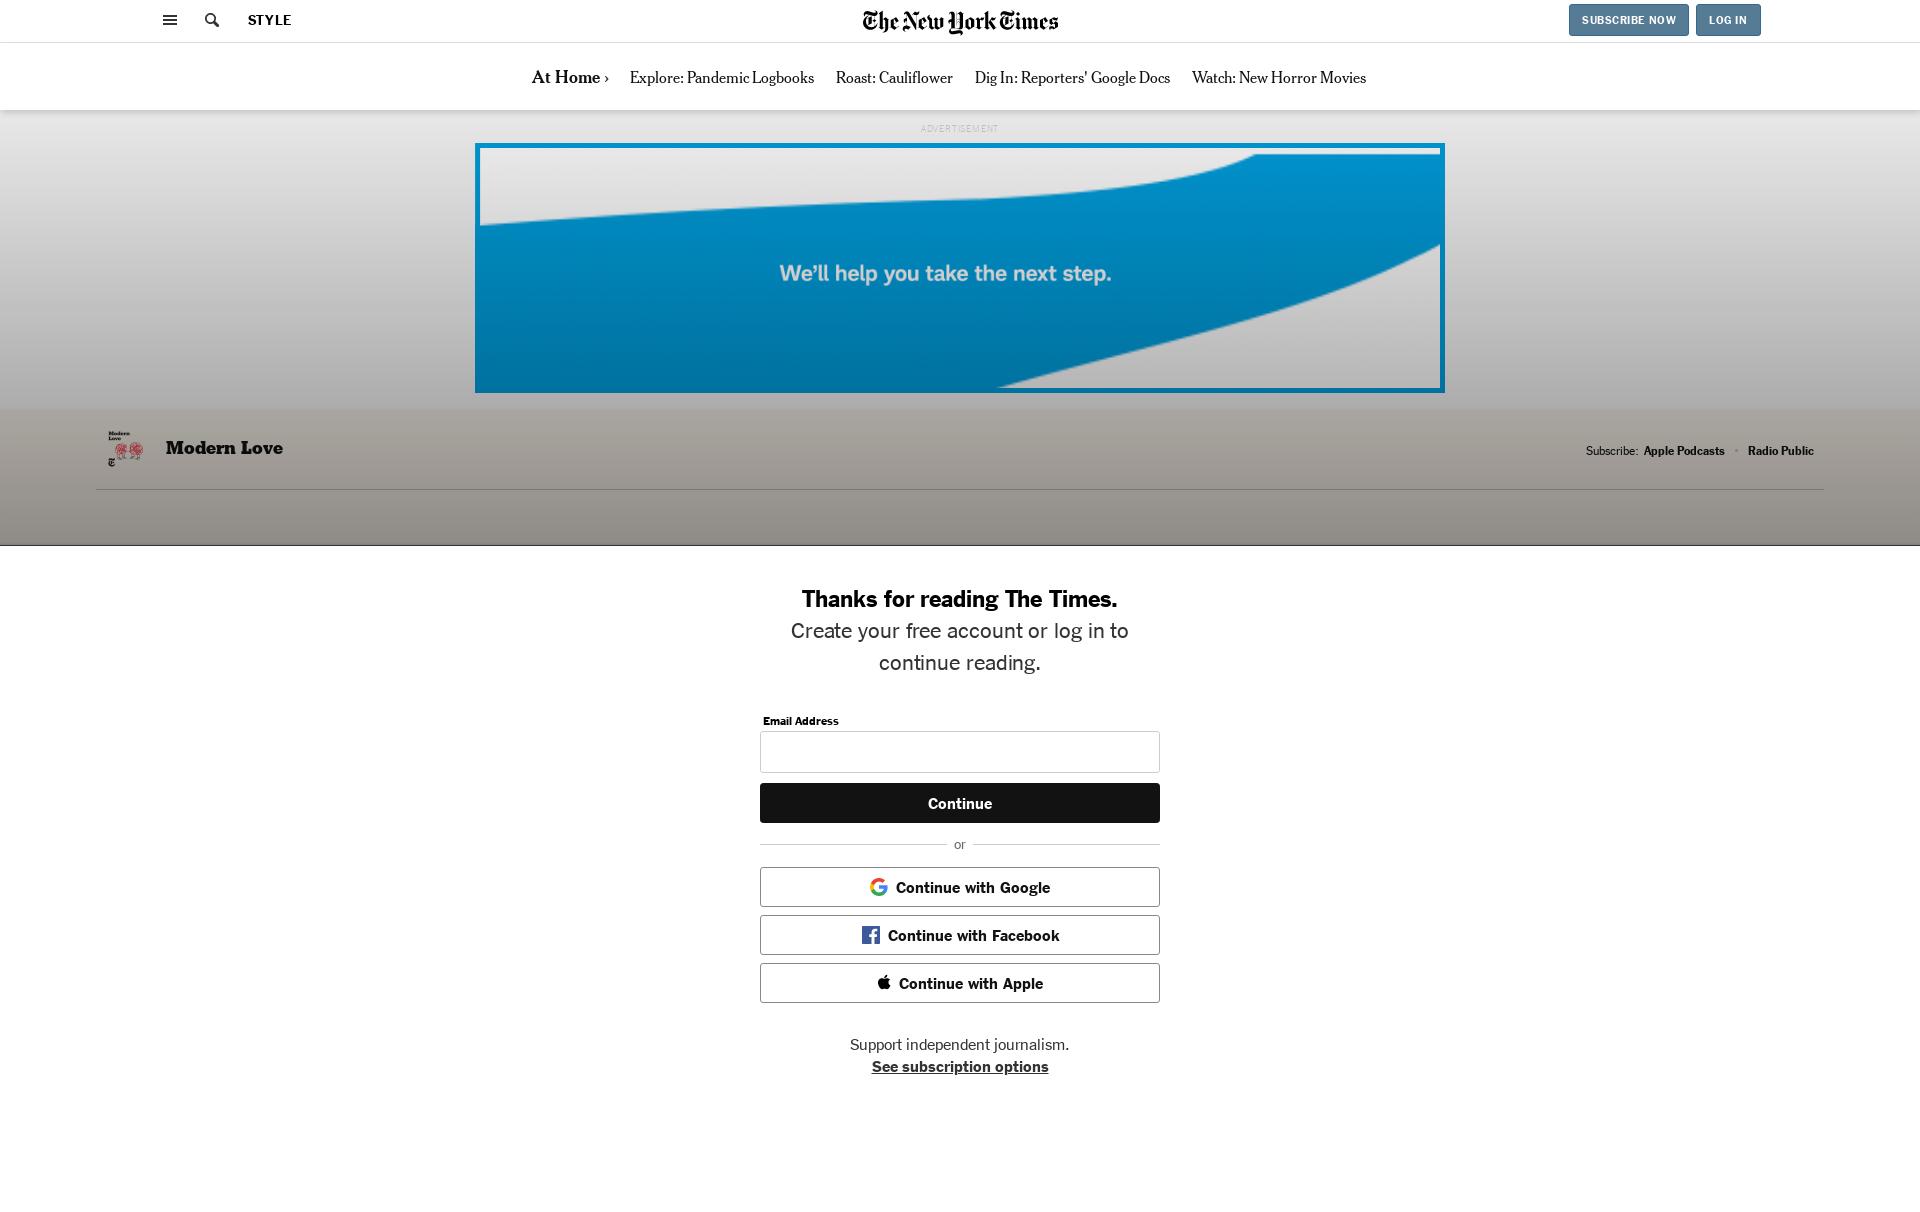 STYLE
The New York Times
SUBSCRIBE NOW
LOG IN
At Home ›
Explore: Pandemic Logbooks
Roast: Cauliflower
Dig In: Reporters' Google Docs
Watch: New Horror Movies
ADVERTISEMENT
We'll help you take the next step.
Modern
Love
Modern Love
Subscribe: Apple Podcasts • Radio Public
Thanks for reading The Times.
Create your free account or log in to
continue reading.
Email Address
Continue
or
Continue with Google
Continue with Facebook
Continue with Apple
Support independent journalism.
See subscription options